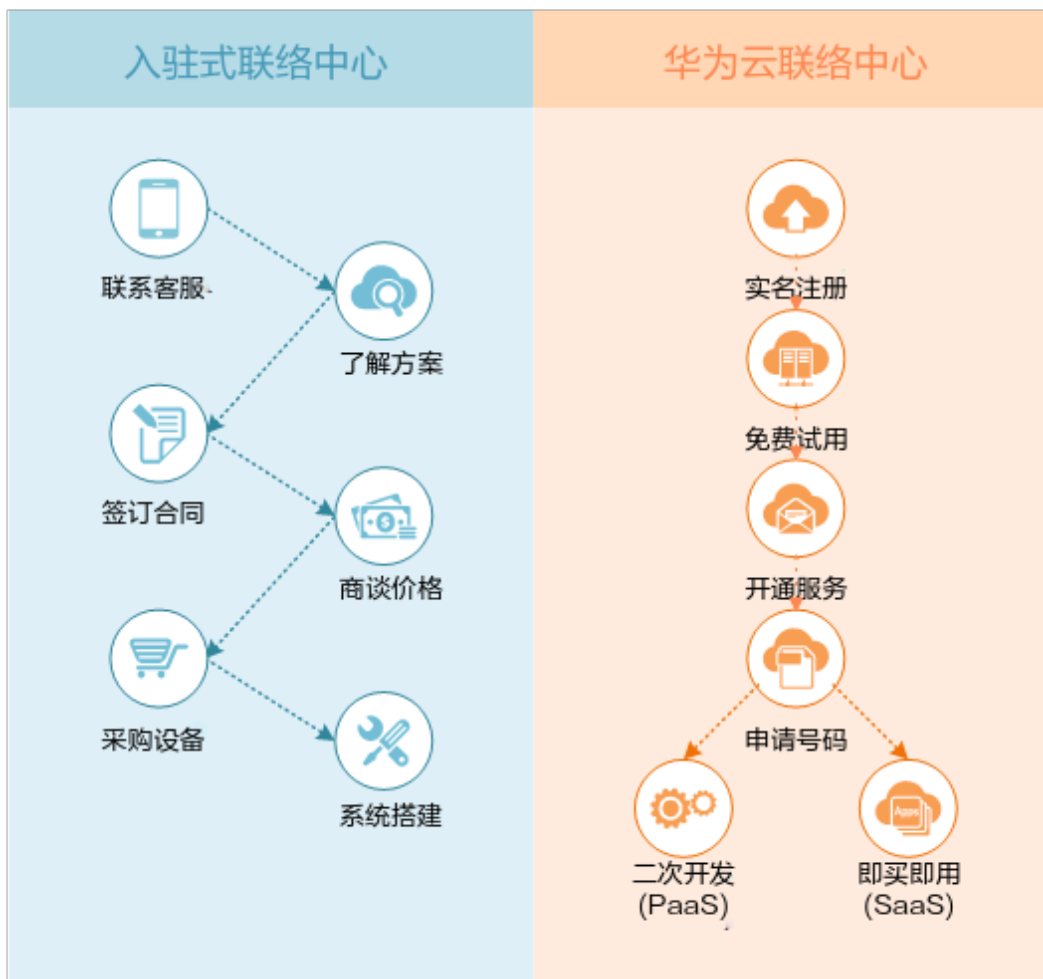 入驻式联络中心
华为云联络中心
联系客服
了解方案
签订合同
商谈价格
采购设备
系统搭建
实名注册
免费试用
开通服务
申请号码
Apps
二次开发
(PaaS)
即买即用
(SaaS)